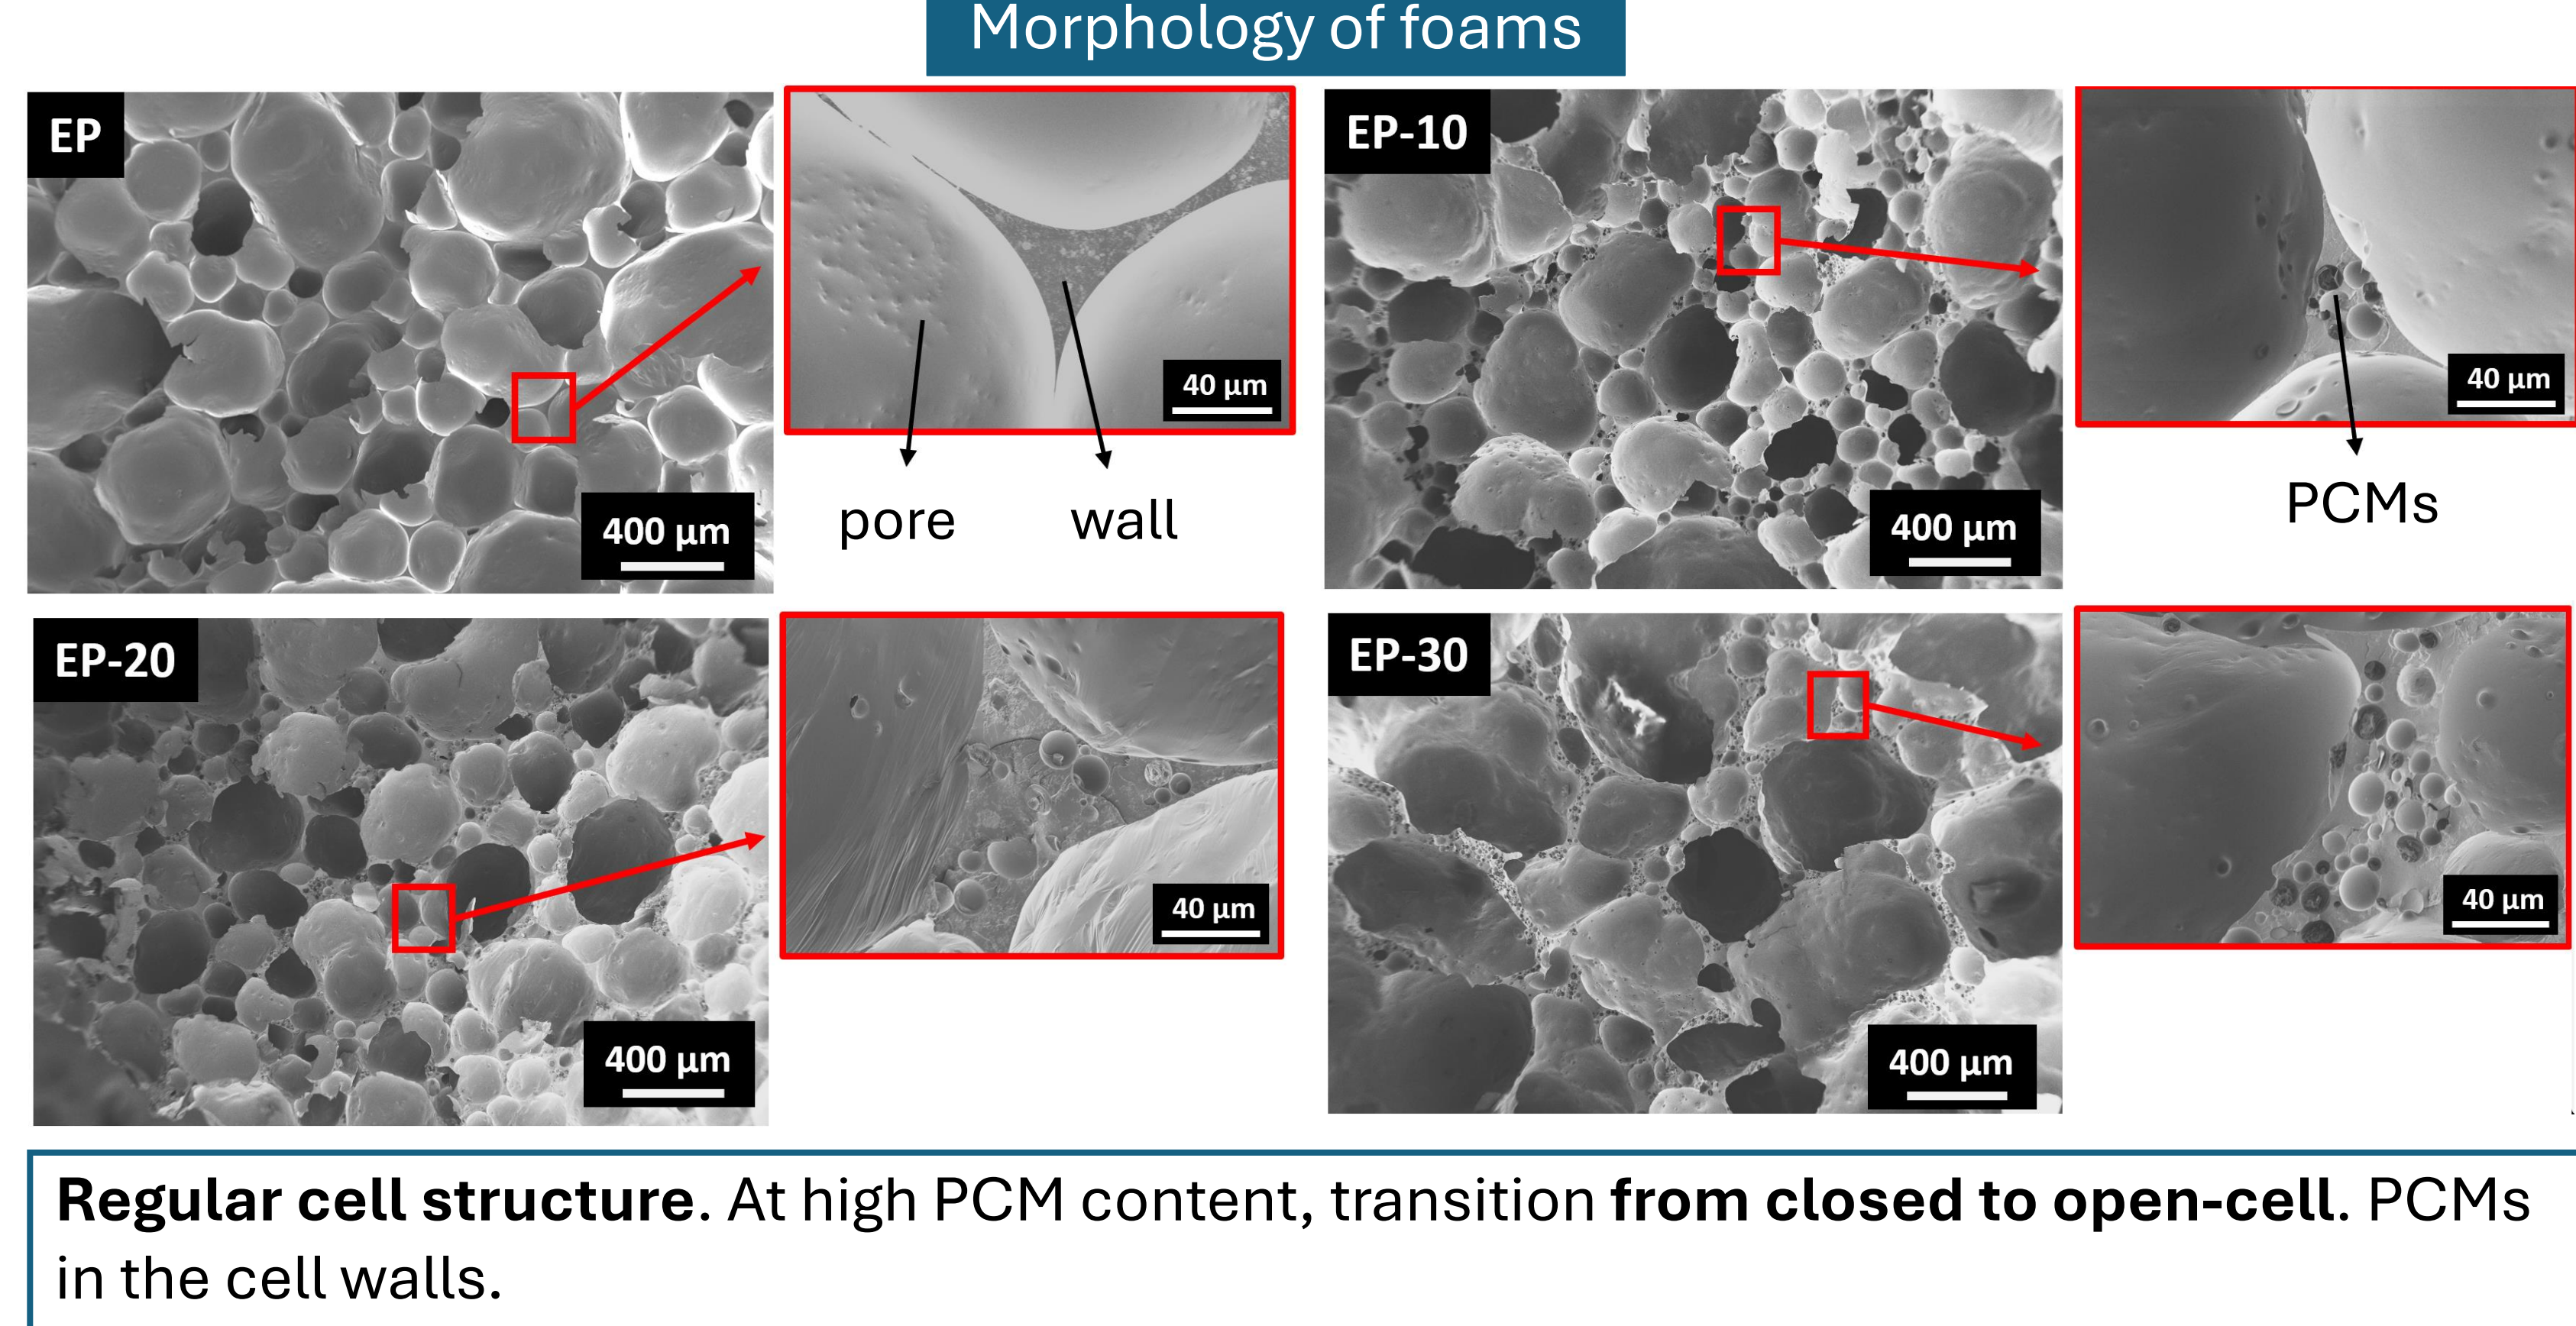 Morphology of foams
EP
40 µm
400 µm
pore
wall
EP-10
40 µm
400 µm
PCMs
EP-20
40 µm
400 µm
EP-30
40 µm
400 µm
Regular cell structure. At high PCM content, transition from closed to open-cell. PCMs
in the cell walls.